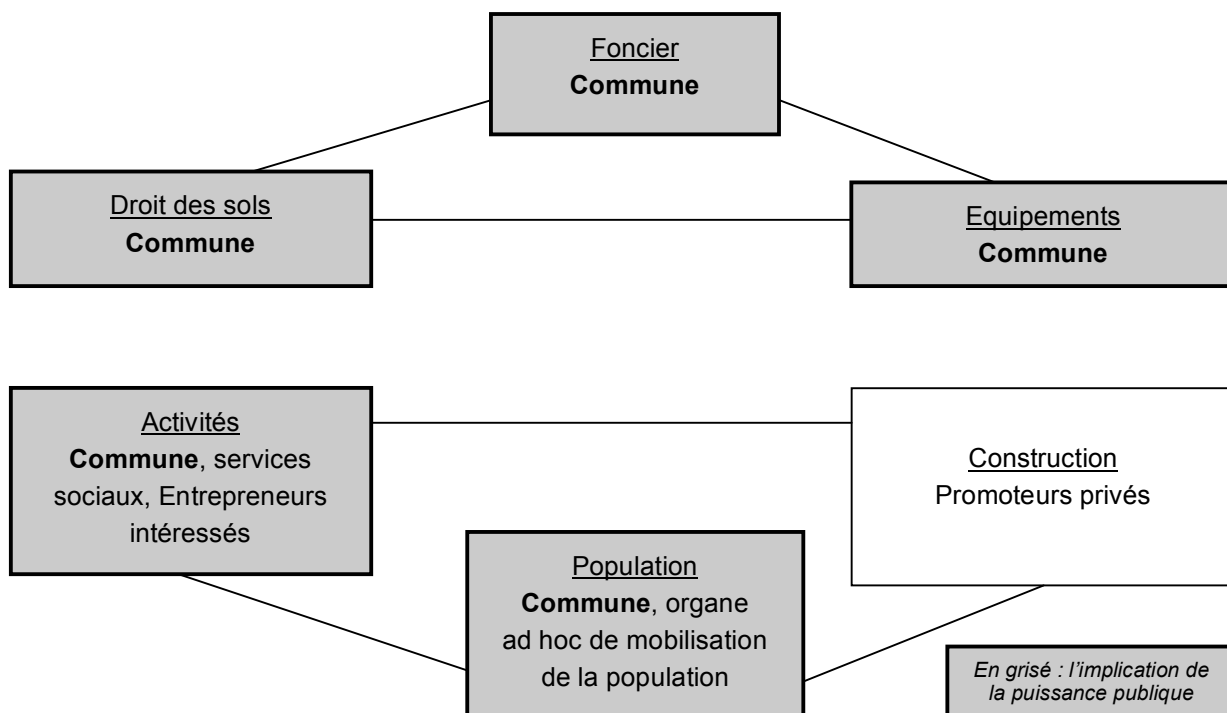 Foncier
Commune
Droit des sols
Commune
Equipements
Commune
Activités
Commune, services
sociaux, Entrepreneurs
intéressés
Construction
Promoteurs privés
Population
Commune, organe
ad hoc de mobilisation
de la population
En grisé : l'implication de
la puissance publique